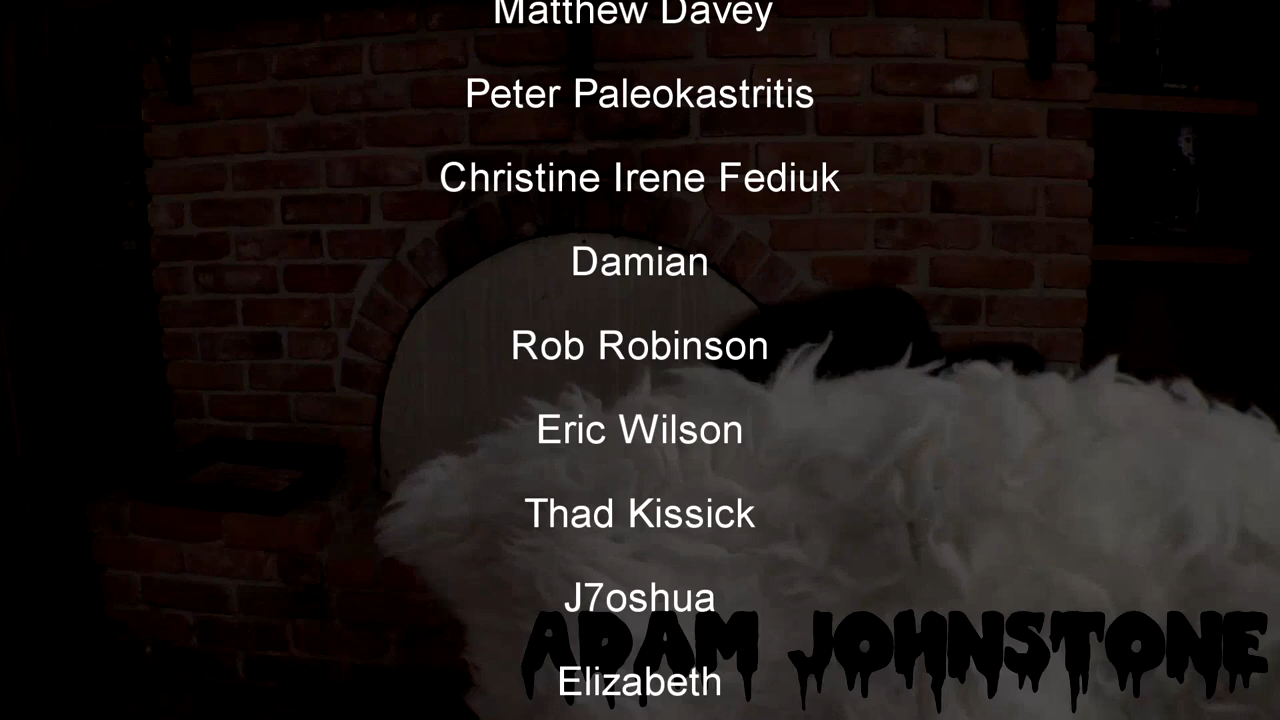 Matthew Davey
Peter Paleokastritis
Christine Irene Fediuk
Damian
Rob Robinson
Eric Wilson
Thad Kissick
J7oshua
ADAM JOHNSTONE
Elizabeth